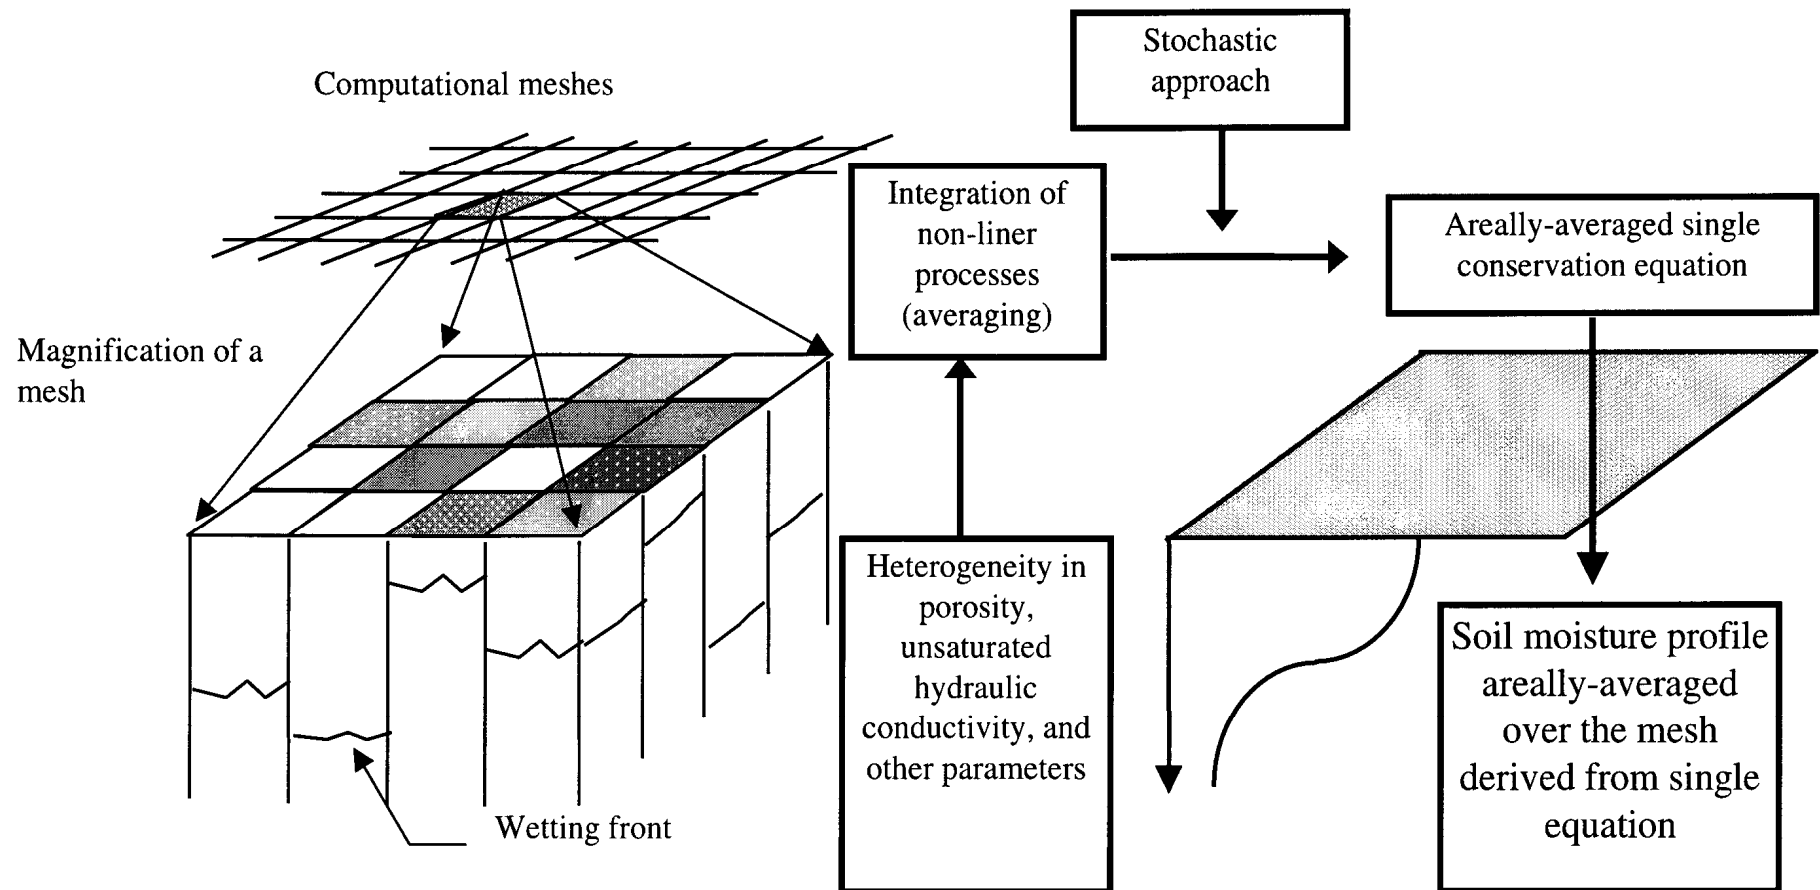 Computational meshes
Magnification of a
mesh
Wetting front
Stochastic
approach
Integration of
non-liner
processes
(averaging)
Heterogeneity in
porosity,
unsaturated
hydraulic
conductivity, and
other parameters
Areally-averaged single
conservation equation
Soil moisture profile
areally-averaged
over the mesh
derived from single
equation